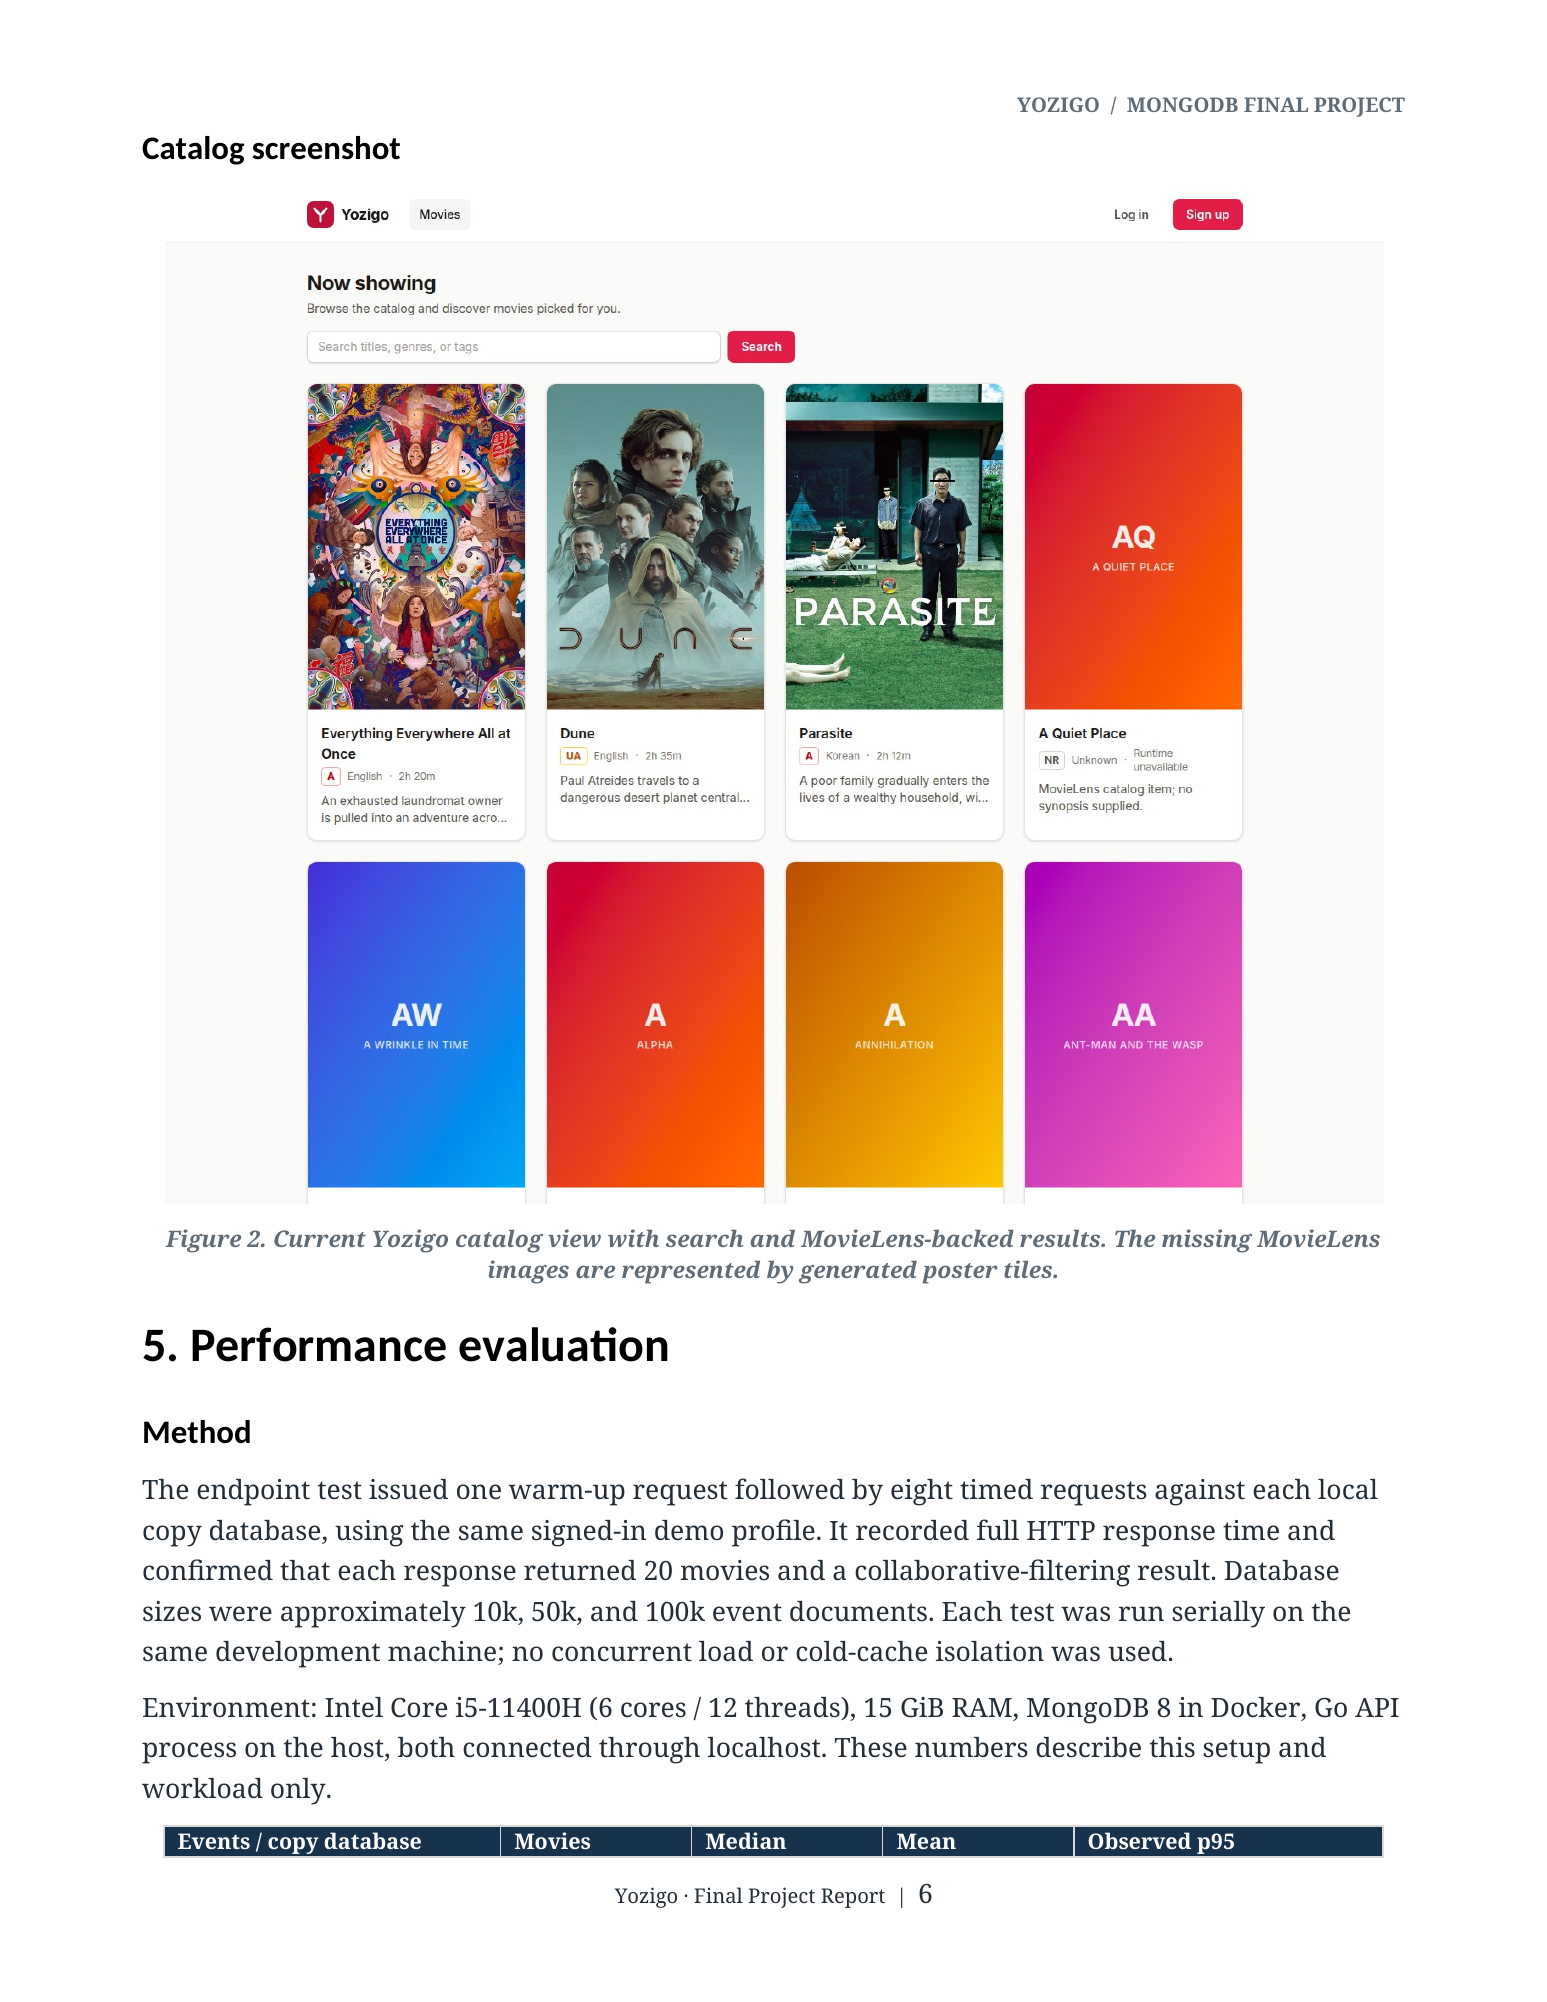 YOZIGO / MONGODB FINAL PROJECT
Catalog screenshot
Yozigo
Movies
Log in
Sign up
Now showing
Browse the catalog and discover movies picked for you.
Search titles, genres, or tags
Search
EVERYTHING
EVERYWHERE
ALL AT ONCE
DUNE
PARASITE
AQ
A QUIET PLACE
Everything Everywhere All at
Once
A English · 2h 20m
An exhausted laundromat owner
is pulled into an adventure acro...
Dune
UA English · 2h 35m
Paul Atreides travels to a
dangerous desert planet central...
Parasite
A Korean · 2h 12m
A poor family gradually enters the
lives of a wealthy household, wi...
A Quiet Place
NR Unknown · Runtime
unavailable
MovieLens catalog item; no
synopsis supplied.
AW
A WRINKLE IN TIME
A
ALPHA
A
ANNIHILATION
AA
ANT-MAN AND THE WASP
Figure 2. Current Yozigo catalog view with search and MovieLens-backed results. The missing MovieLens
images are represented by generated poster tiles.
5. Performance evaluation
Method
The endpoint test issued one warm-up request followed by eight timed requests against each local
copy database, using the same signed-in demo profile. It recorded full HTTP response time and
confirmed that each response returned 20 movies and a collaborative-filtering result. Database
sizes were approximately 10k, 50k, and 100k event documents. Each test was run serially on the
same development machine; no concurrent load or cold-cache isolation was used.
Environment: Intel Core i5-11400H (6 cores / 12 threads), 15 GiB RAM, MongoDB 8 in Docker, Go API
process on the host, both connected through localhost. These numbers describe this setup and
workload only.
Events / copy database Movies Median Mean Observed p95
Yozigo · Final Project Report | 6